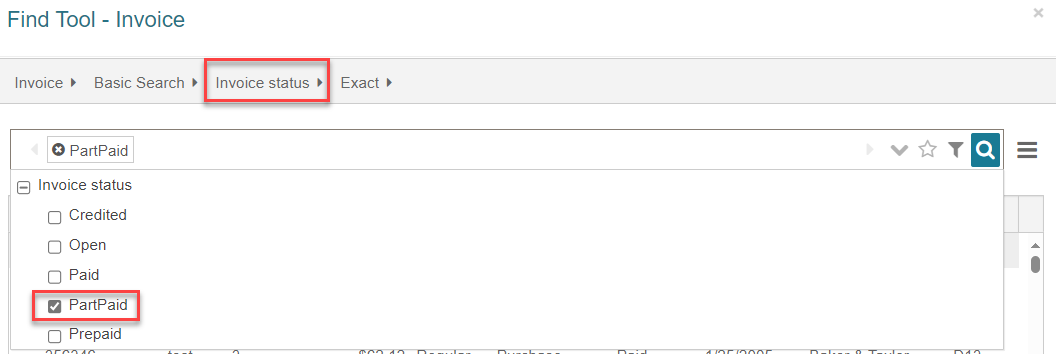 Find Tool - Invoice
Invoice Basic Search Invoice status Exact
PartPaid
Invoice status
Credited
Open
Paid
PartPaid
Prepaid